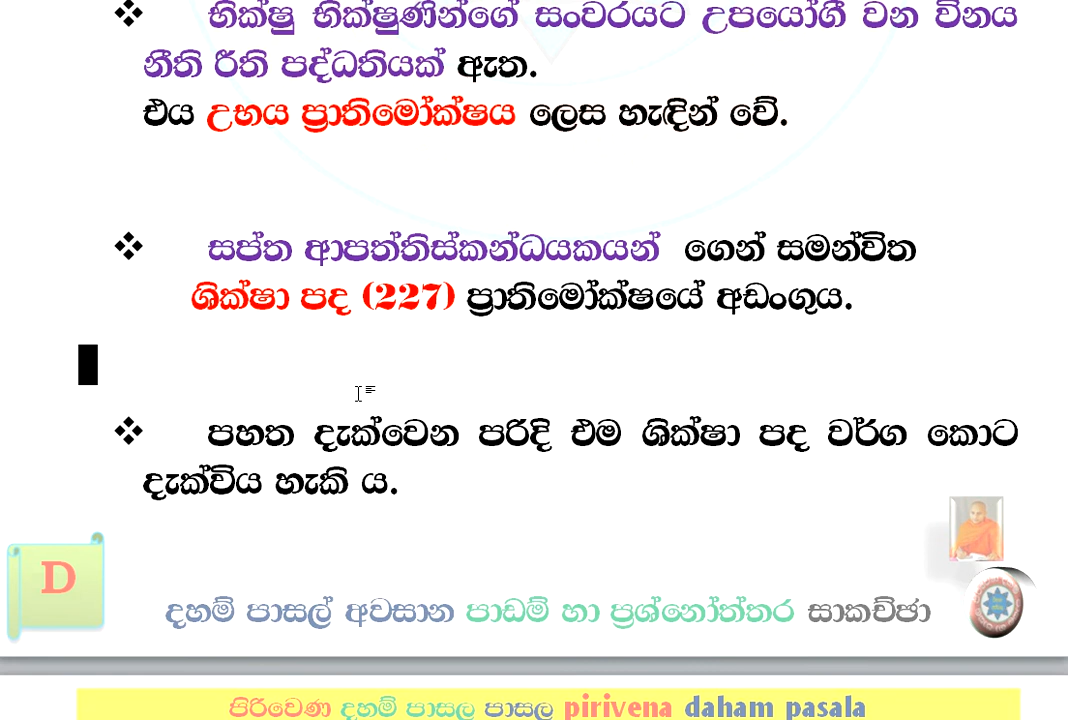 ❖ භික්ෂු භික්ෂුණින්ගේ සංවරයට උපයෝගී වන විනය
නීති රීති පද්ධතියක් ඇත.
එය උභය ප්‍රාතිමෝක්ෂය ලෙස හැඳින් වේ.
❖ සප්ත ආපත්තිස්කන්ධයකයන් ගෙන් සමන්විත
ශික්ෂා පද (227) ප්‍රාතිමෝක්ෂයේ අඩංගුය.
❖ පහත දැක්වෙන පරිදි එම ශික්ෂා පද වර්ග කොට
දැක්විය හැකි ය.
D
දහම් පාසල් අවසාන පාඩම් හා ප්‍රශ්නෝත්තර සාකච්ඡා
පිරිවෙණ දහම් පාසල පාසල pirivena daham pasala